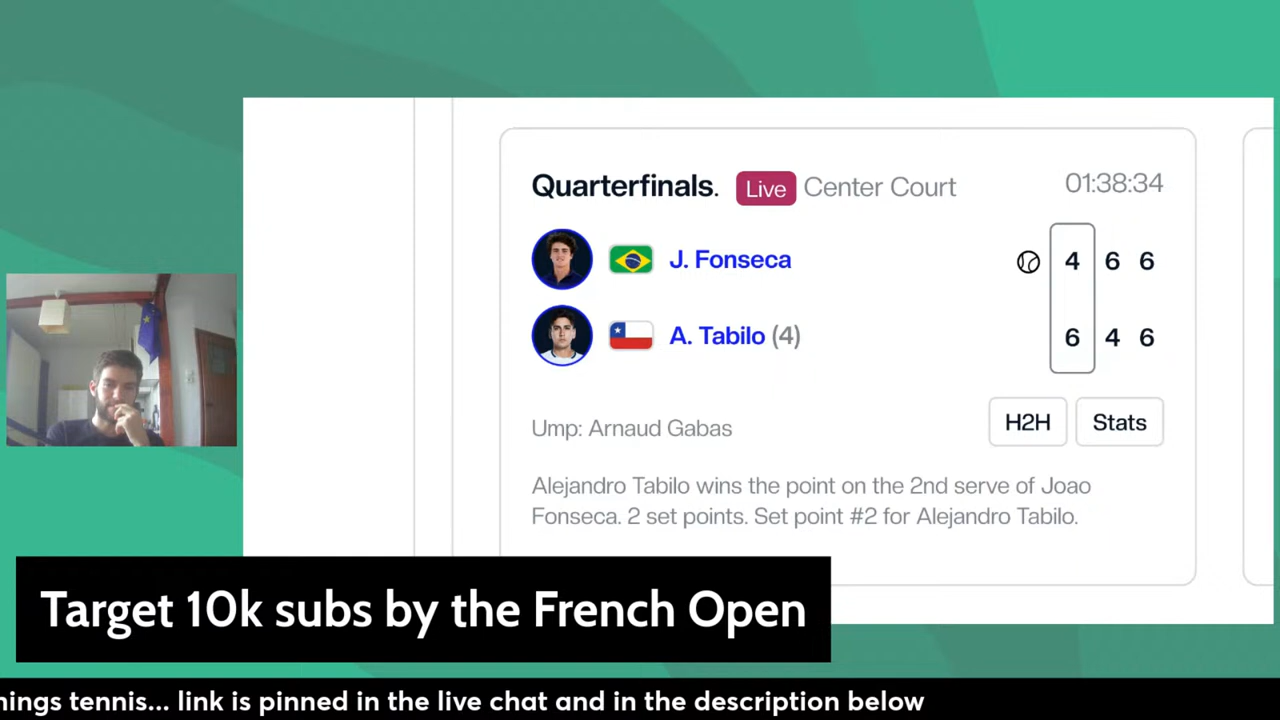 Quarterfinals. Live Center Court 01:38:34
J. Fonseca 4 6 6
A. Tabilo (4) 6 4 6
Ump: Arnaud Gabas H2H Stats
Alejandro Tabilo wins the point on the 2nd serve of Joao
Fonseca. 2 set points. Set point #2 for Alejandro Tabilo.
Target 10k subs by the French Open
tennis... link is pinned in the live chat and in the description below